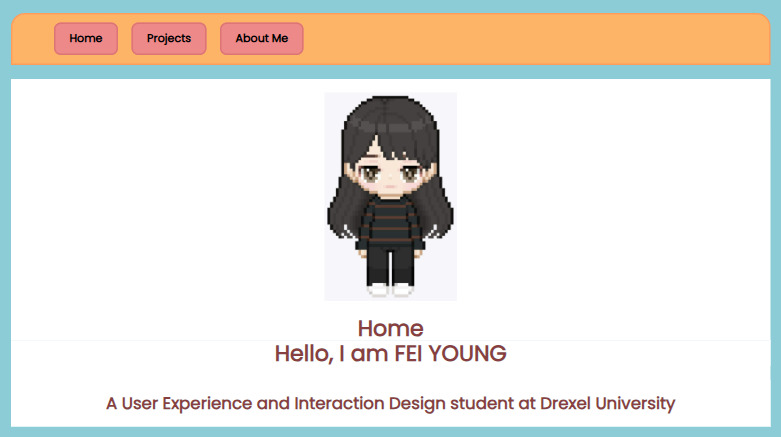 Home Projects About Me
Home
Hello, I am FEI YOUNG
A User Experience and Interaction Design student at Drexel University